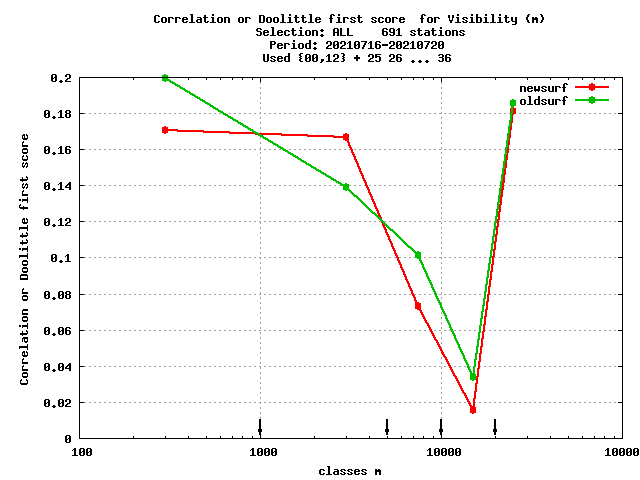 Correlation or Doolittle first score  for Visibility (m)
Selection: ALL    691 stations
Period: 20210716-20210720
Used {00,12} + 25 26 ... 36
newsurf
oldsurf
Correlation or Doolittle first score
0.2
0.18
0.16
0.14
0.12
0.1
0.08
0.06
0.04
0.02
0
100
1000
10000
10000
classes m